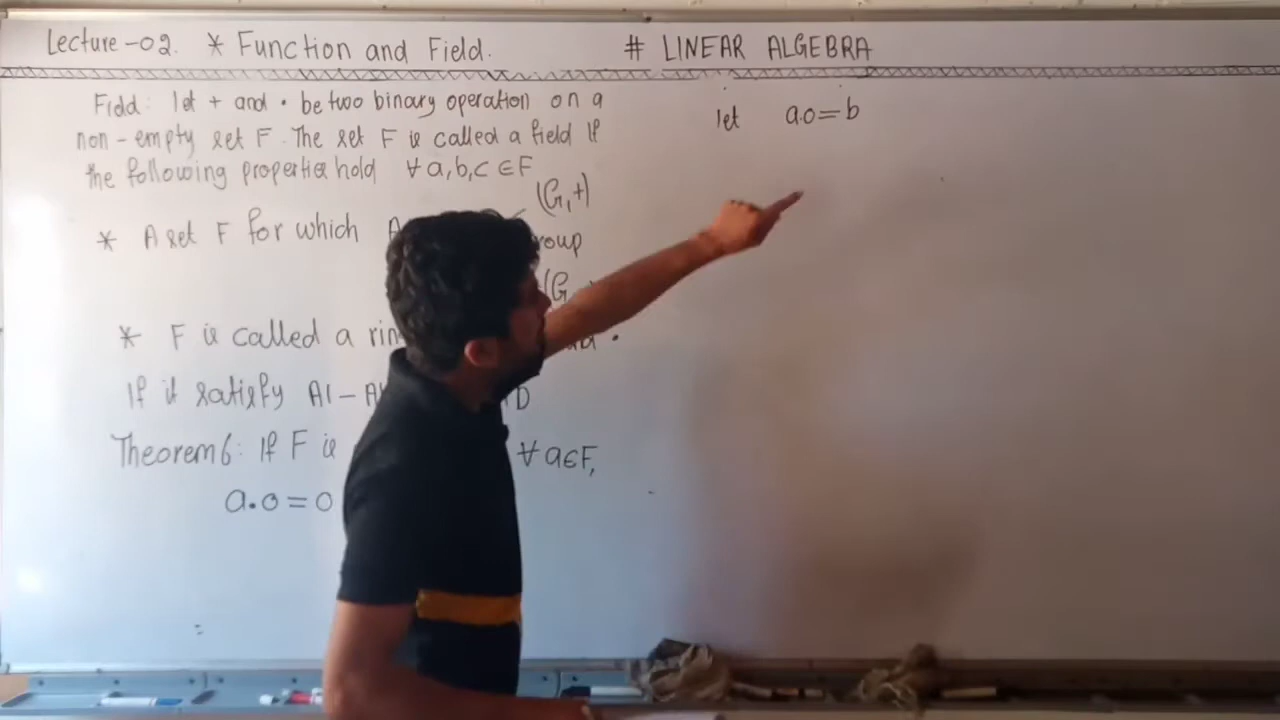 Lecture-02. * Function and Field. # LINEAR ALGEBRA
Field: let + and • be two binary operation on a
non-empty set F. The set F is called a field if
the following properties hold ∀ a,b,c ∈ F
(G,+)
* A set F for which
(G
* F is called a
If it satisfy A1 –
Theorem 6: If F is ∀ a∈F,
a.0=0
let a.0=b